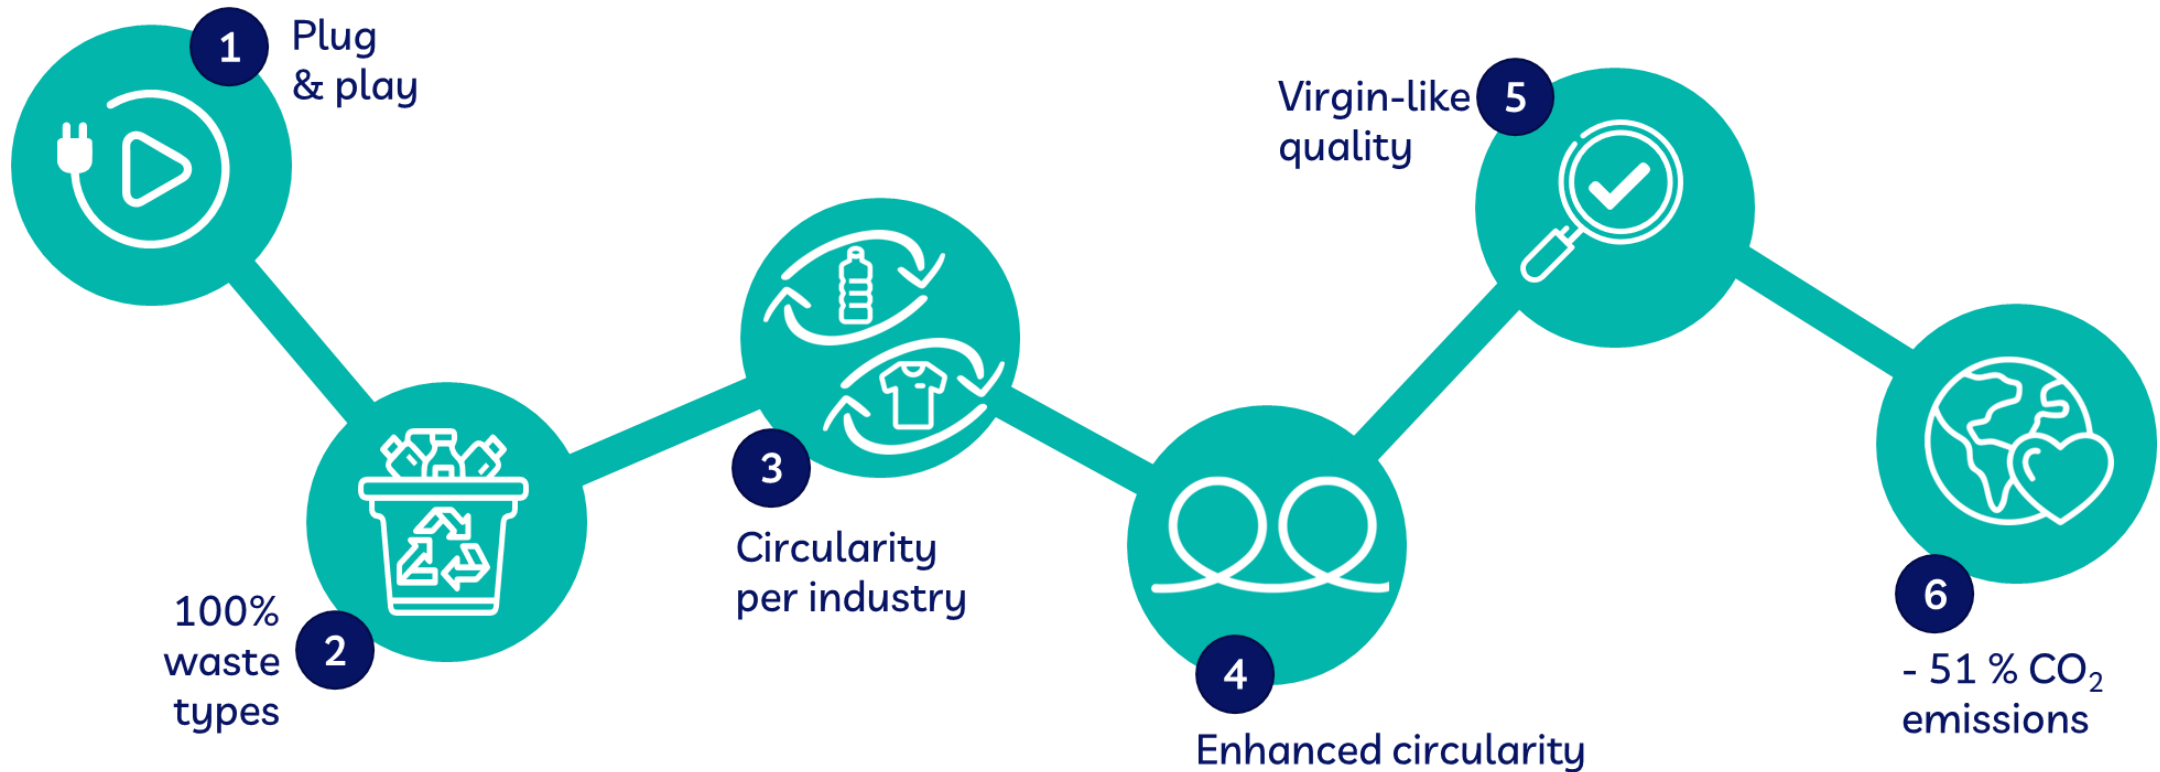 1
Plug
& play
2
100%
waste
types
3
Circularity
per industry
4
Enhanced circularity
5
Virgin-like
quality
6
- 51 % CO₂
emissions